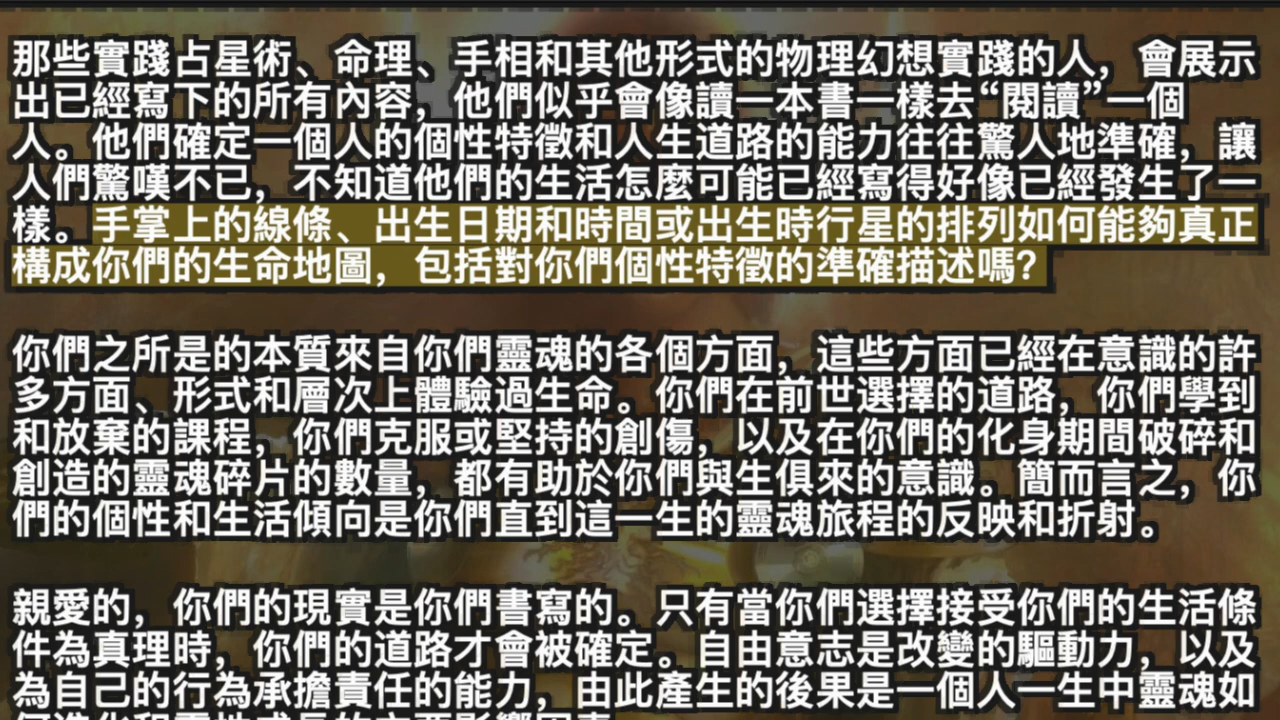 那些實踐占星術、命理、手相和其他形式的物理幻想實踐的人，會展示
出已經寫下的所有內容，他們似乎會像讀一本書一樣去“閱讀”一個
人。他們確定一個人的個性特徵和人生道路的能力往往驚人地準確，讓
人們驚嘆不已，不知道他們的生活怎麼可能已經寫得好像已經發生了一
樣。手掌上的線條、出生日期和時間或出生時行星的排列如何能夠真正
構成你們的生命地圖，包括對你們個性特徵的準確描述嗎？
你們之所是的本質來自你們靈魂的各個方面，這些方面已經在意識的許
多方面、形式和層次上體驗過生命。你們在前世選擇的道路，你們學到
和放棄的課程，你們克服或堅持的創傷，以及在你們的化身期間破碎和
創造的靈魂碎片的數量，都有助於你們與生俱來的意識。簡而言之，你
們的個性和生活傾向是你們直到這一生的靈魂旅程的反映和折射。
親愛的，你們的現實是你們書寫的。只有當你們選擇接受你們的生活條
件為真理時，你們的道路才會被確定。自由意志是改變的驅動力，以及
為自己的行為承擔責任的能力，由此產生的後果是一個人一生中靈魂如